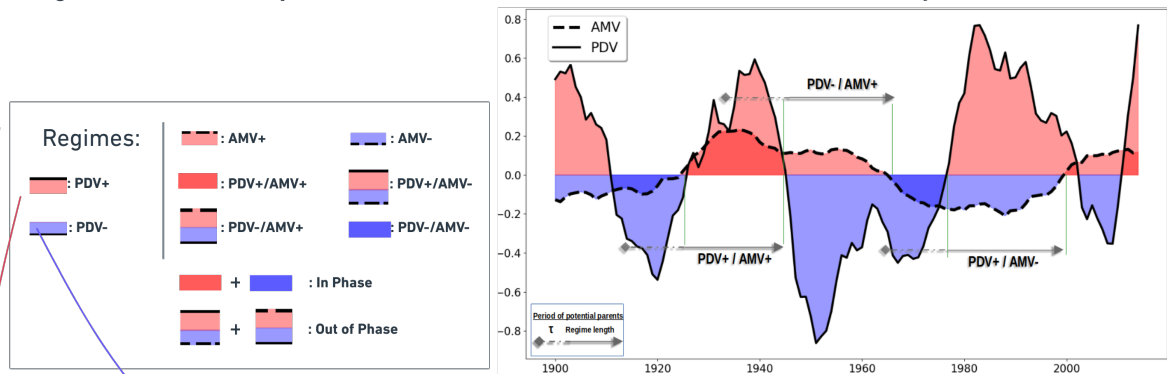 Regimes:
: PDV+
: PDV-
: AMV+
: AMV-
: PDV+/AMV+
: PDV+/AMV-
: PDV-/AMV+
: PDV-/AMV-
+
: In Phase
+
: Out of Phase
AMV
PDV
0.8
0.6
0.4
0.2
0.0
−0.2
−0.4
−0.6
−0.8
PDV- / AMV+
PDV+ / AMV+
PDV+ / AMV-
Period of potential parents
τ Regime length
1900 1920 1940 1960 1980 2000